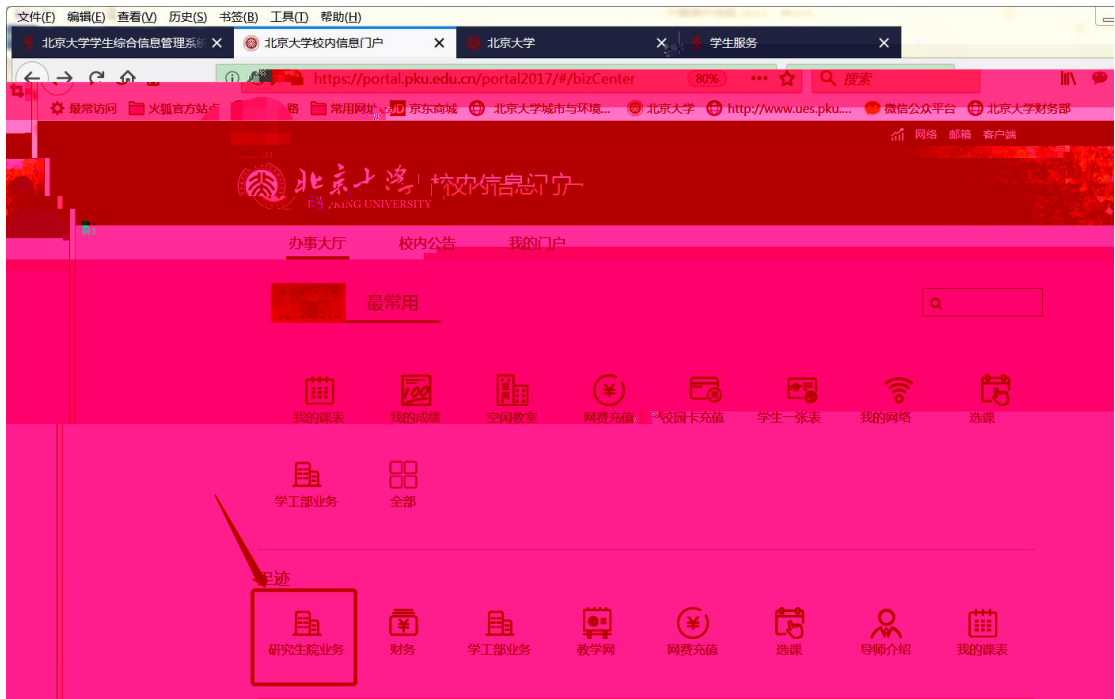 文件(F) 编辑(E) 查看(V) 历史(S) 书签(B) 工具(T) 帮助(H)
北京大学学生综合信息管理系统 北京大学校内信息门户 北京大学 学生服务
https://portal.pku.edu.cn/portal2017/#/bizCenter 80% 搜索
最常访问 火狐官方站点 常用网址 JD 京东商城 北京大学城市与环境... 北京大学 http://www.ues.pku.... 微信公众平台 北京大学财务部
网络 邮箱 客户端
北京大学 校内信息门户
PEKING UNIVERSITY
办事大厅 校内公告 我的门户
最常用
我的课表 我的成绩 空闲教室 网费充值 校园卡充值 学生一张表 我的网络 选课
学工部业务 全部
足迹
研究生院业务 财务 学工部业务 教学网 网费充值 选课 导师介绍 我的课表